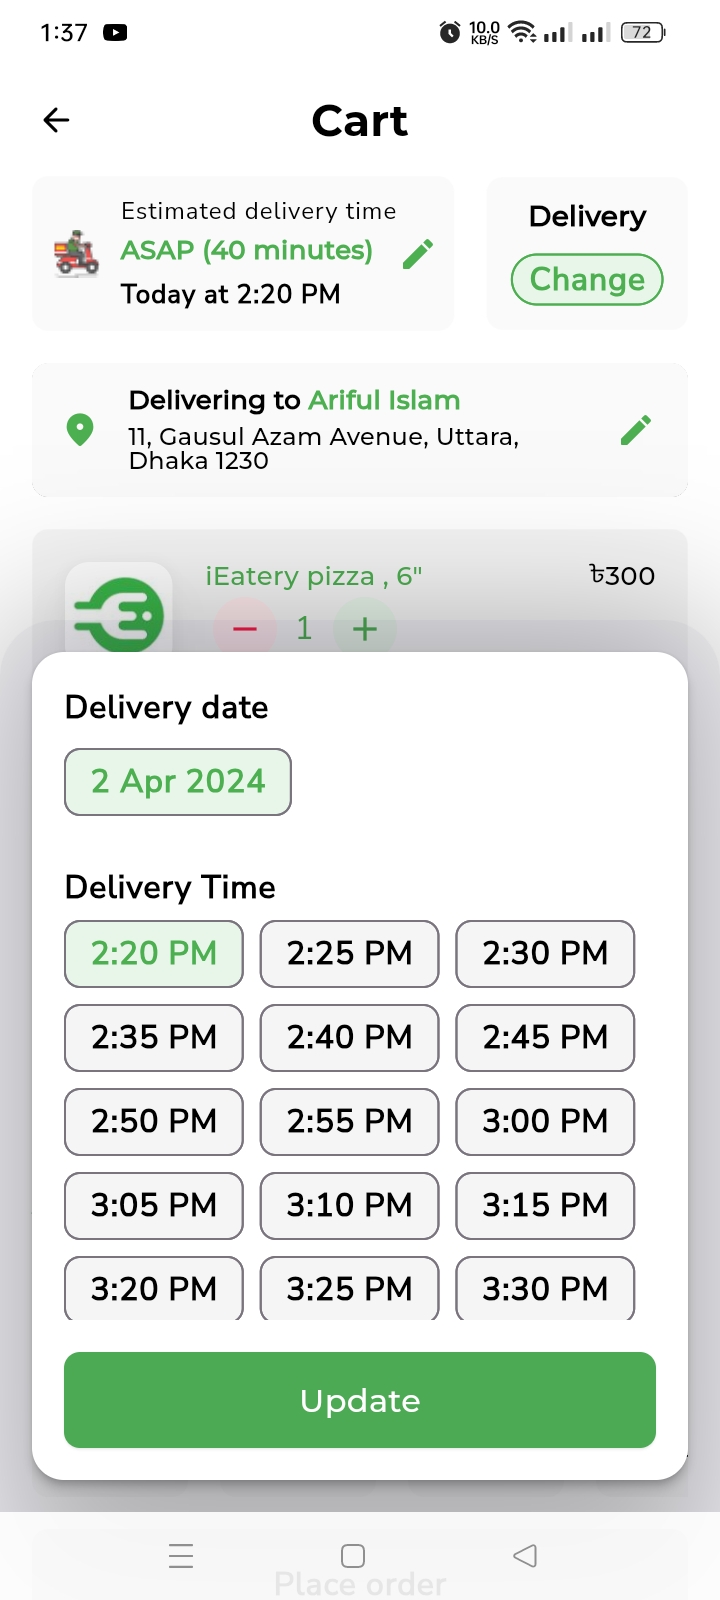 1:37
10.0
KB/S
72
Cart
Estimated delivery time
ASAP (40 minutes)
Today at 2:20 PM
Delivery
Change
Delivering to Ariful Islam
11, Gausul Azam Avenue, Uttara,
Dhaka 1230
iEatery pizza , 6"
৳300
1
Delivery date
2 Apr 2024
Delivery Time
2:20 PM
2:25 PM
2:30 PM
2:35 PM
2:40 PM
2:45 PM
2:50 PM
2:55 PM
3:00 PM
3:05 PM
3:10 PM
3:15 PM
3:20 PM
3:25 PM
3:30 PM
Update
Place order